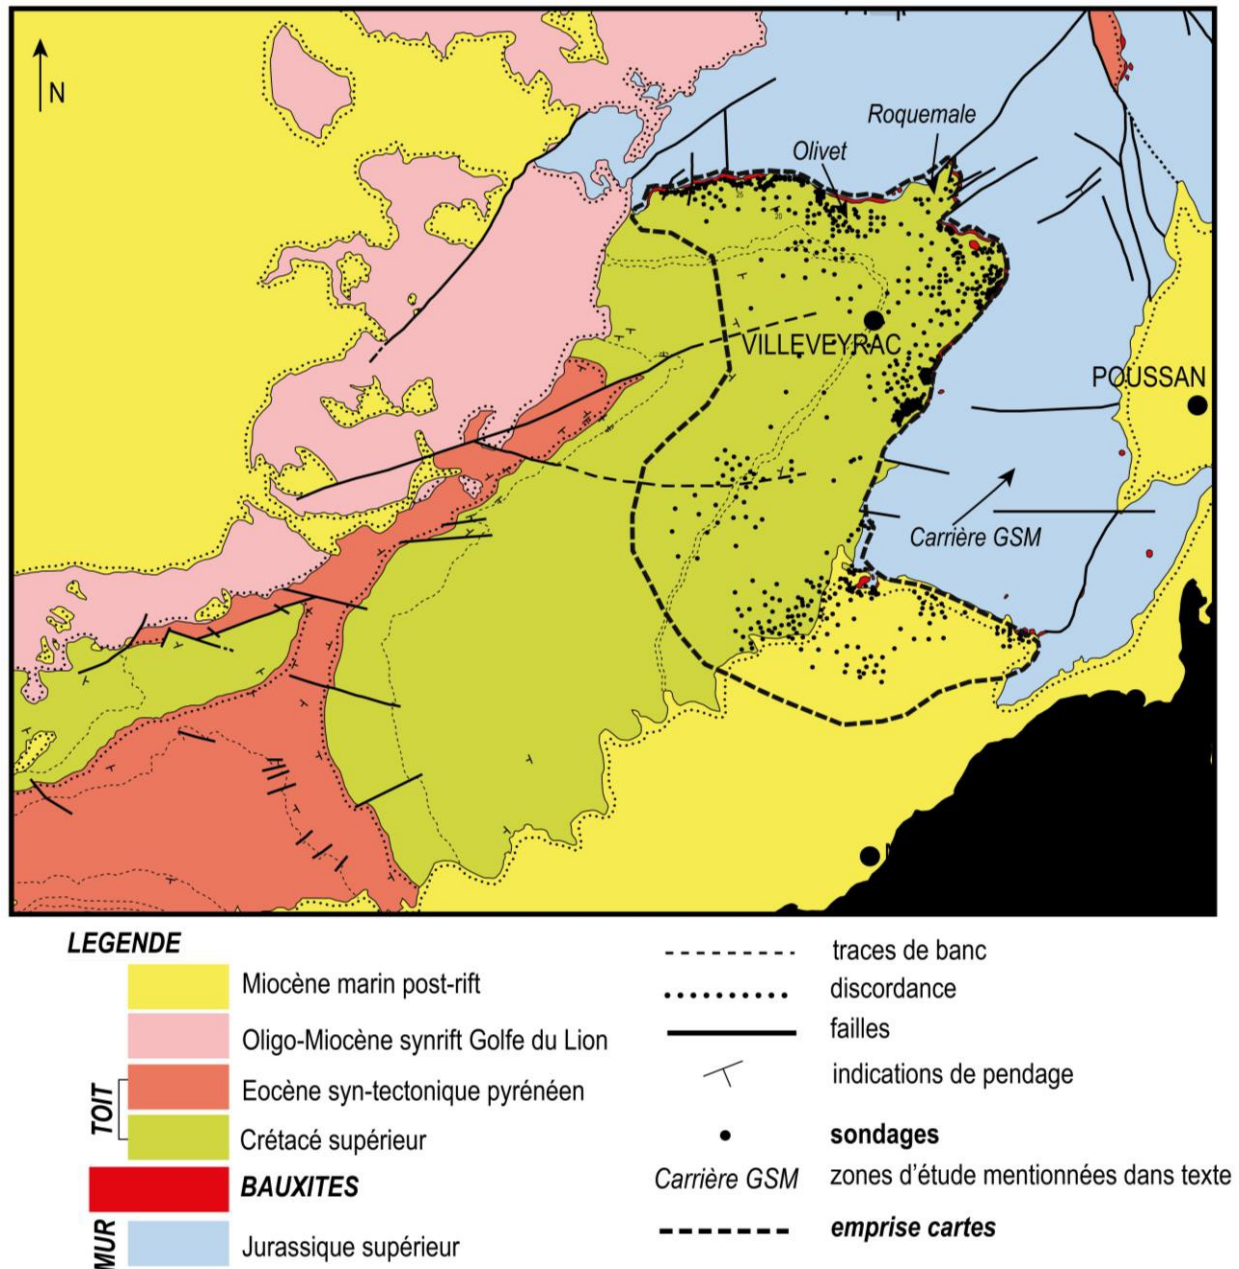 N
Roquemale
Olivet
VILLEVEYRAC
POUSSAN
Carrière GSM
LEGENDE
Miocène marin post-rift
Oligo-Miocène synrift Golfe du Lion
TOIT
Eocène syn-tectonique pyrénéen
Crétacé supérieur
BAUXITES
MUR
Jurassique supérieur
traces de banc
discordance
failles
indications de pendage
sondages
Carrière GSM
zones d'étude mentionnées dans texte
emprise cartes